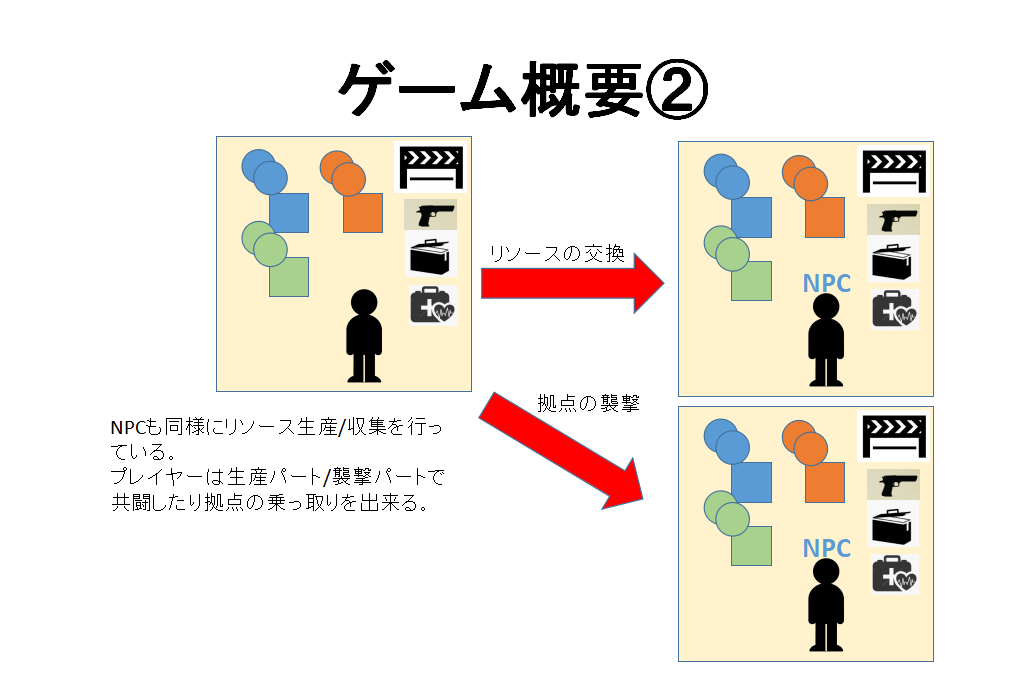 ゲーム概要②
リソースの交換
NPC
拠点の襲撃
NPCも同様にリソース生産/収集を行っ
ている。
プレイヤーは生産パート/襲撃パートで
共闘したり拠点の乗っ取りを出来る。
NPC